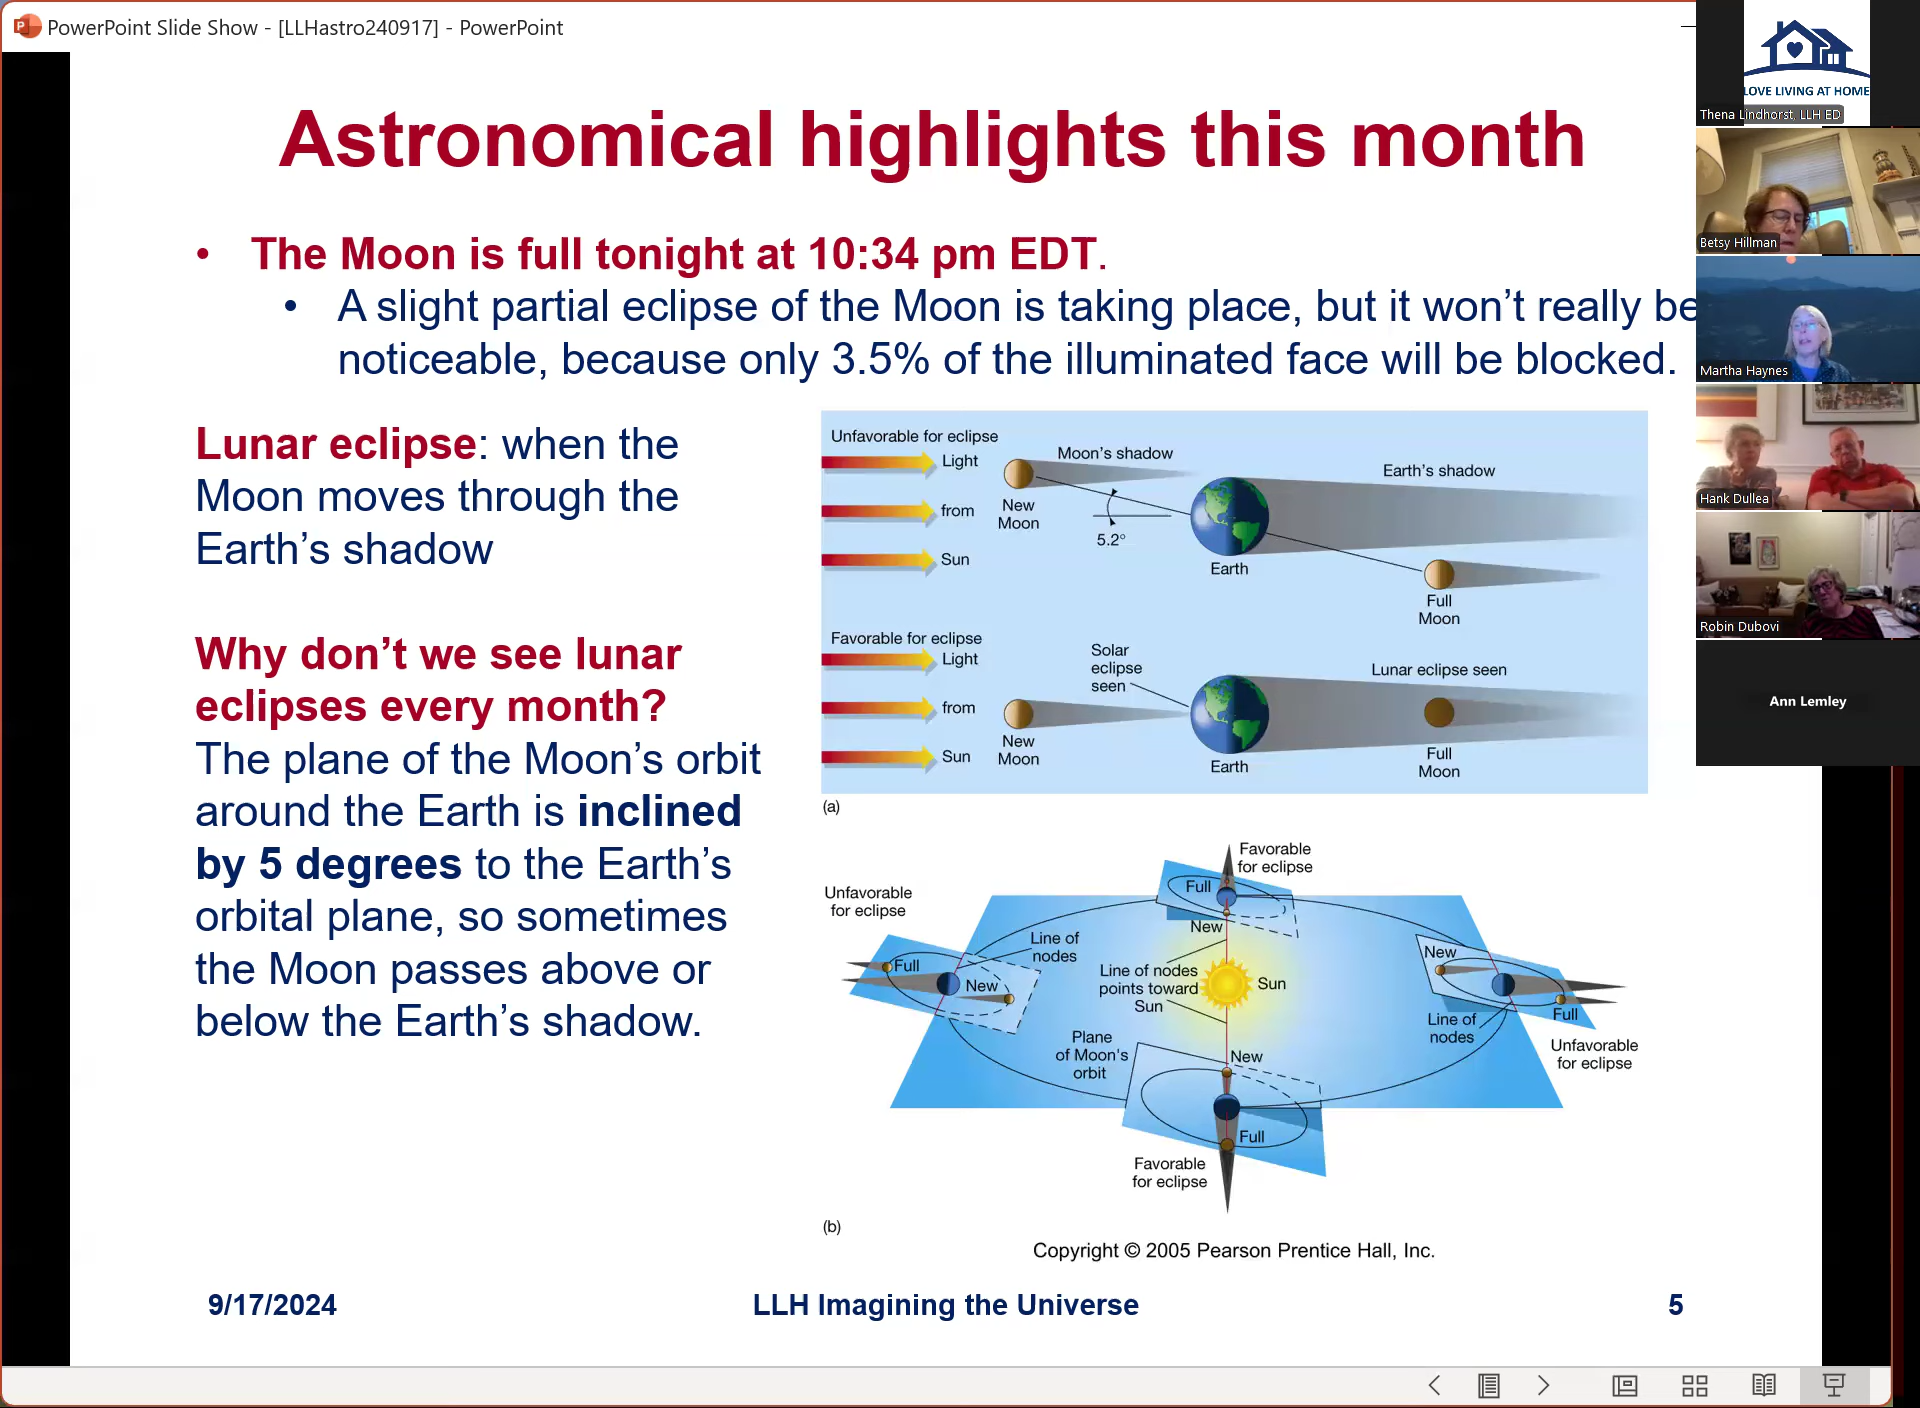 PowerPoint Slide Show - [LLHastro240917] - PowerPoint
LOVE LIVING AT HOME
Thena Lindhorst, LLH ED
Betsy Hillman
Martha Haynes
Hank Dullea
Robin Dubovi
Ann Lemley
Astronomical highlights this month
• The Moon is full tonight at 10:34 pm EDT.
• A slight partial eclipse of the Moon is taking place, but it won’t really be
noticeable, because only 3.5% of the illuminated face will be blocked.
Lunar eclipse: when the
Moon moves through the
Earth’s shadow
Why don’t we see lunar
eclipses every month?
The plane of the Moon’s orbit
around the Earth is inclined
by 5 degrees to the Earth’s
orbital plane, so sometimes
the Moon passes above or
below the Earth’s shadow.
Unfavorable for eclipse
Light
from
Sun
New
Moon
Moon’s shadow
5.2°
Earth
Earth’s shadow
Full
Moon
Favorable for eclipse
Light
from
Sun
New
Moon
Solar
eclipse
seen
Earth
Lunar eclipse seen
Full
Moon
(a)
Favorable
for eclipse
Full
New
Unfavorable
for eclipse
Full
New
Line of
nodes
Line of nodes
points toward
Sun
Sun
New
Line of
nodes
Full
Unfavorable
for eclipse
Plane
of Moon's
orbit
New
Full
Favorable
for eclipse
(b)
Copyright © 2005 Pearson Prentice Hall, Inc.
9/17/2024
LLH Imagining the Universe
5